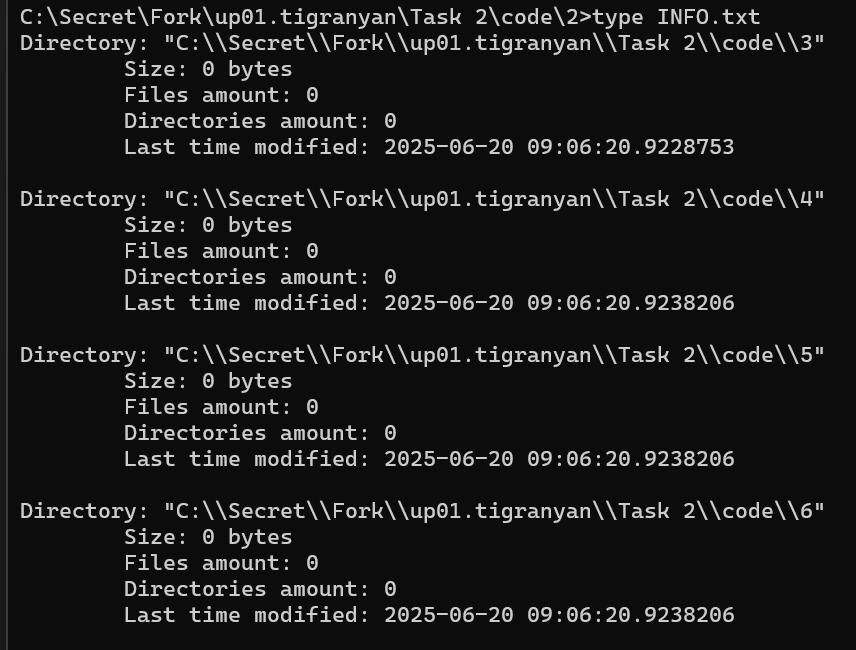 C:\Secret\Fork\up01.tigranyan\Task 2\code\2>type INFO.txt
Directory: "C:\\Secret\\Fork\\up01.tigranyan\\Task 2\\code\\3"
Size: 0 bytes
Files amount: 0
Directories amount: 0
Last time modified: 2025-06-20 09:06:20.9228753
Directory: "C:\\Secret\\Fork\\up01.tigranyan\\Task 2\\code\\4"
Size: 0 bytes
Files amount: 0
Directories amount: 0
Last time modified: 2025-06-20 09:06:20.9238206
Directory: "C:\\Secret\\Fork\\up01.tigranyan\\Task 2\\code\\5"
Size: 0 bytes
Files amount: 0
Directories amount: 0
Last time modified: 2025-06-20 09:06:20.9238206
Directory: "C:\\Secret\\Fork\\up01.tigranyan\\Task 2\\code\\6"
Size: 0 bytes
Files amount: 0
Directories amount: 0
Last time modified: 2025-06-20 09:06:20.9238206